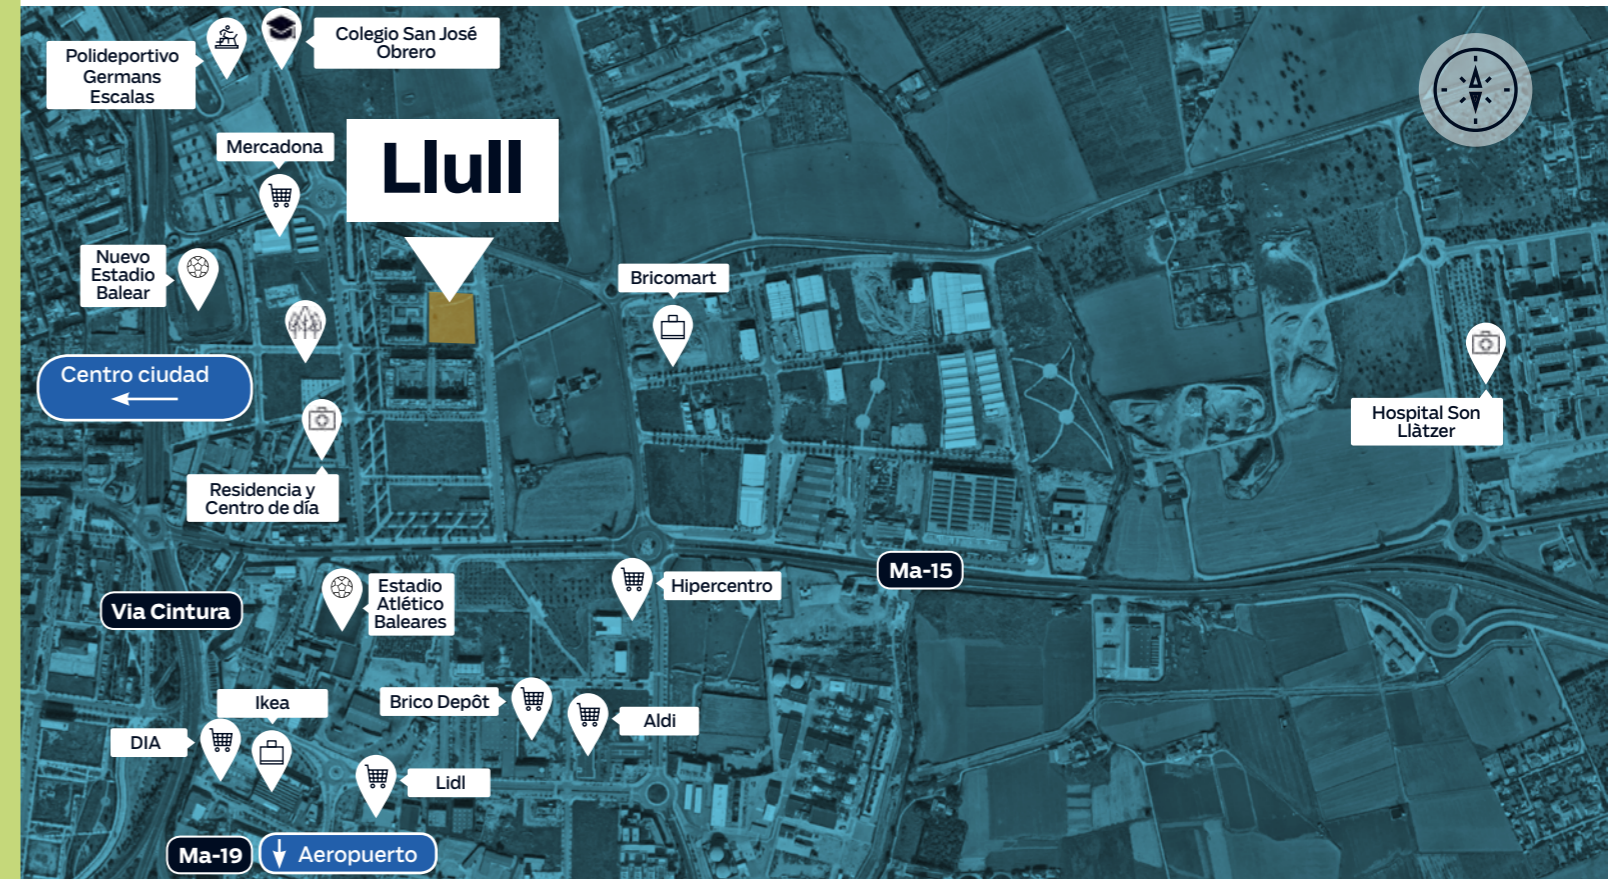 Polideportivo
Germans
Escalas
Colegio San José
Obrero
Mercadona
Llull
Nuevo
Estadio
Balear
Bricomart
Centro ciudad
Hospital Son
Llàtzer
Residencia y
Centro de día
Ma-15
Hipercentro
Estadio
Atlético
Baleares
Via Cintura
Ikea
Brico Depôt
Aldi
DIA
Lidl
Ma-19
Aeropuerto